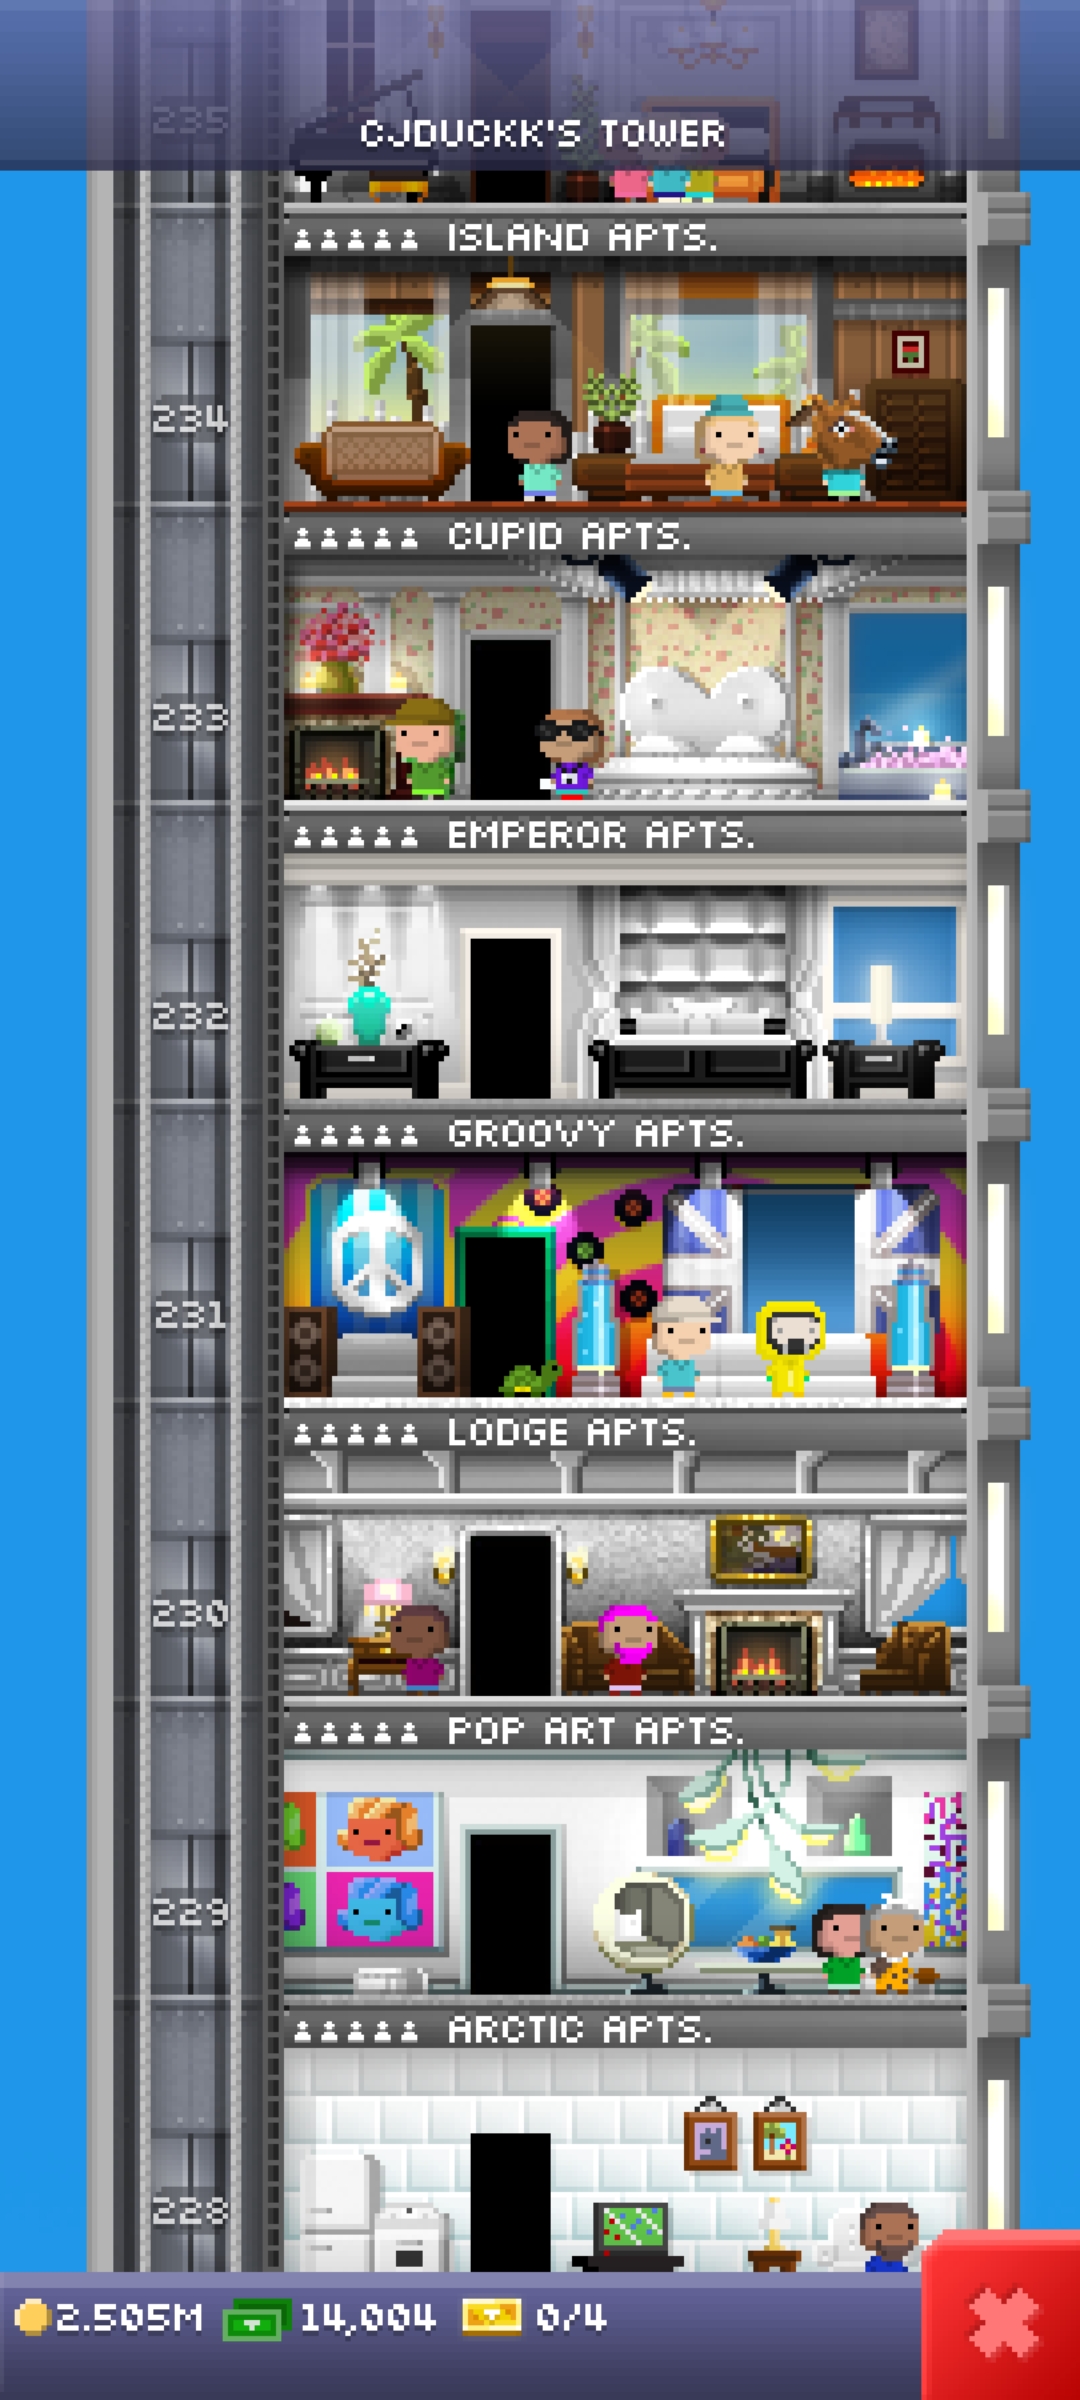 235
CJDUCKK'S TOWER
ISLAND APTS.
234
CUPID APTS.
233
EMPEROR APTS.
232
GROOVY APTS.
231
LODGE APTS.
230
POP ART APTS.
229
ARCTIC APTS.
228
2.505M 14,004 0/4